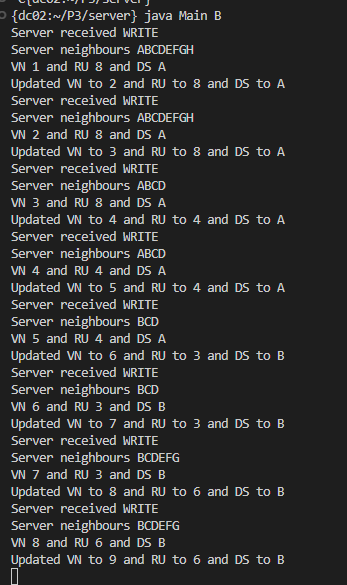 {dc02:~/P3/server} java Main B
Server received WRITE
Server neighbours ABCDEFGH
VN 1 and RU 8 and DS A
Updated VN to 2 and RU to 8 and DS to A
Server received WRITE
Server neighbours ABCDEFGH
VN 2 and RU 8 and DS A
Updated VN to 3 and RU to 8 and DS to A
Server received WRITE
Server neighbours ABCD
VN 3 and RU 8 and DS A
Updated VN to 4 and RU to 4 and DS to A
Server received WRITE
Server neighbours ABCD
VN 4 and RU 4 and DS A
Updated VN to 5 and RU to 4 and DS to A
Server received WRITE
Server neighbours BCD
VN 5 and RU 4 and DS A
Updated VN to 6 and RU to 3 and DS to B
Server received WRITE
Server neighbours BCD
VN 6 and RU 3 and DS B
Updated VN to 7 and RU to 3 and DS to B
Server received WRITE
Server neighbours BCDEFG
VN 7 and RU 3 and DS B
Updated VN to 8 and RU to 6 and DS to B
Server received WRITE
Server neighbours BCDEFG
VN 8 and RU 6 and DS B
Updated VN to 9 and RU to 6 and DS to B